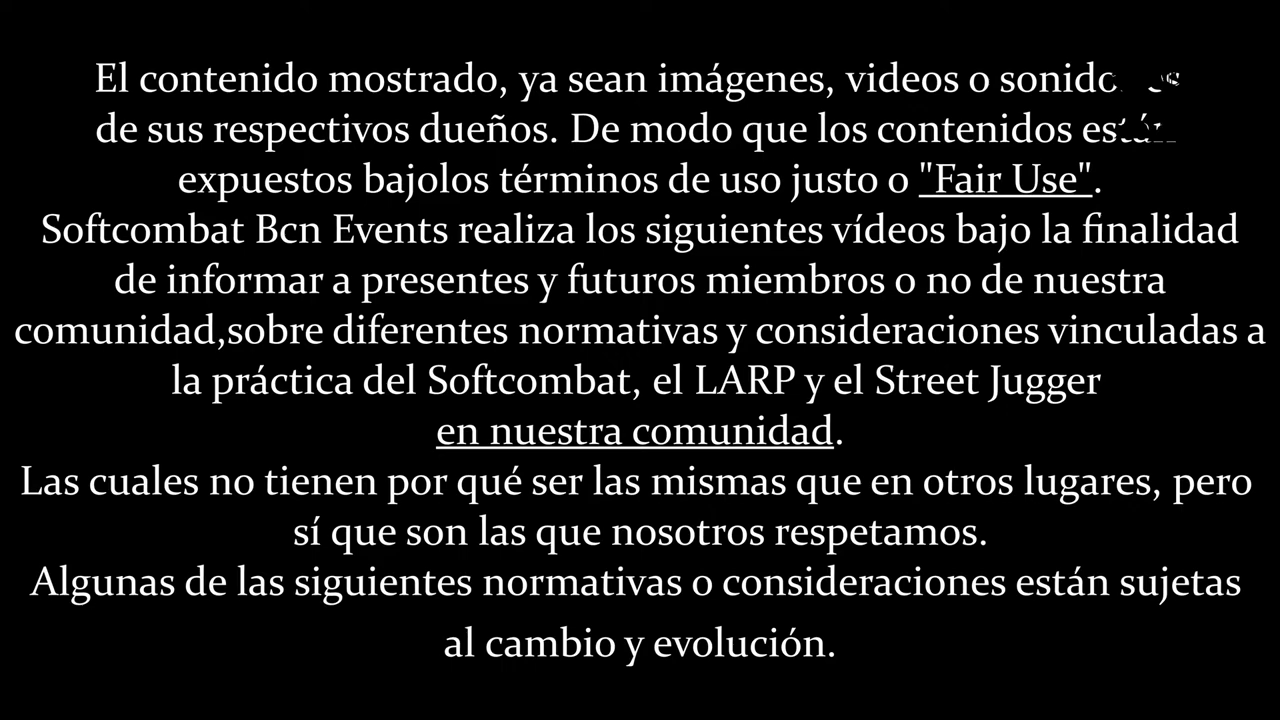 El contenido mostrado, ya sean imágenes, videos o
de sus respectivos dueños. De modo que los contenidos están
expuestos bajolos términos de uso justo o "Fair Use".
Softcombat Bcn Events realiza los siguientes vídeos bajo la finalidad
de informar a presentes y futuros miembros o no de nuestra
comunidad,sobre diferentes normativas y consideraciones vinculadas a
la práctica del Softcombat, el LARP y el Street Jugger
en nuestra comunidad.
Las cuales no tienen por qué ser las mismas que en otros lugares, pero
sí que son las que nosotros respetamos.
Algunas de las siguientes normativas o consideraciones están sujetas
al cambio y evolución.